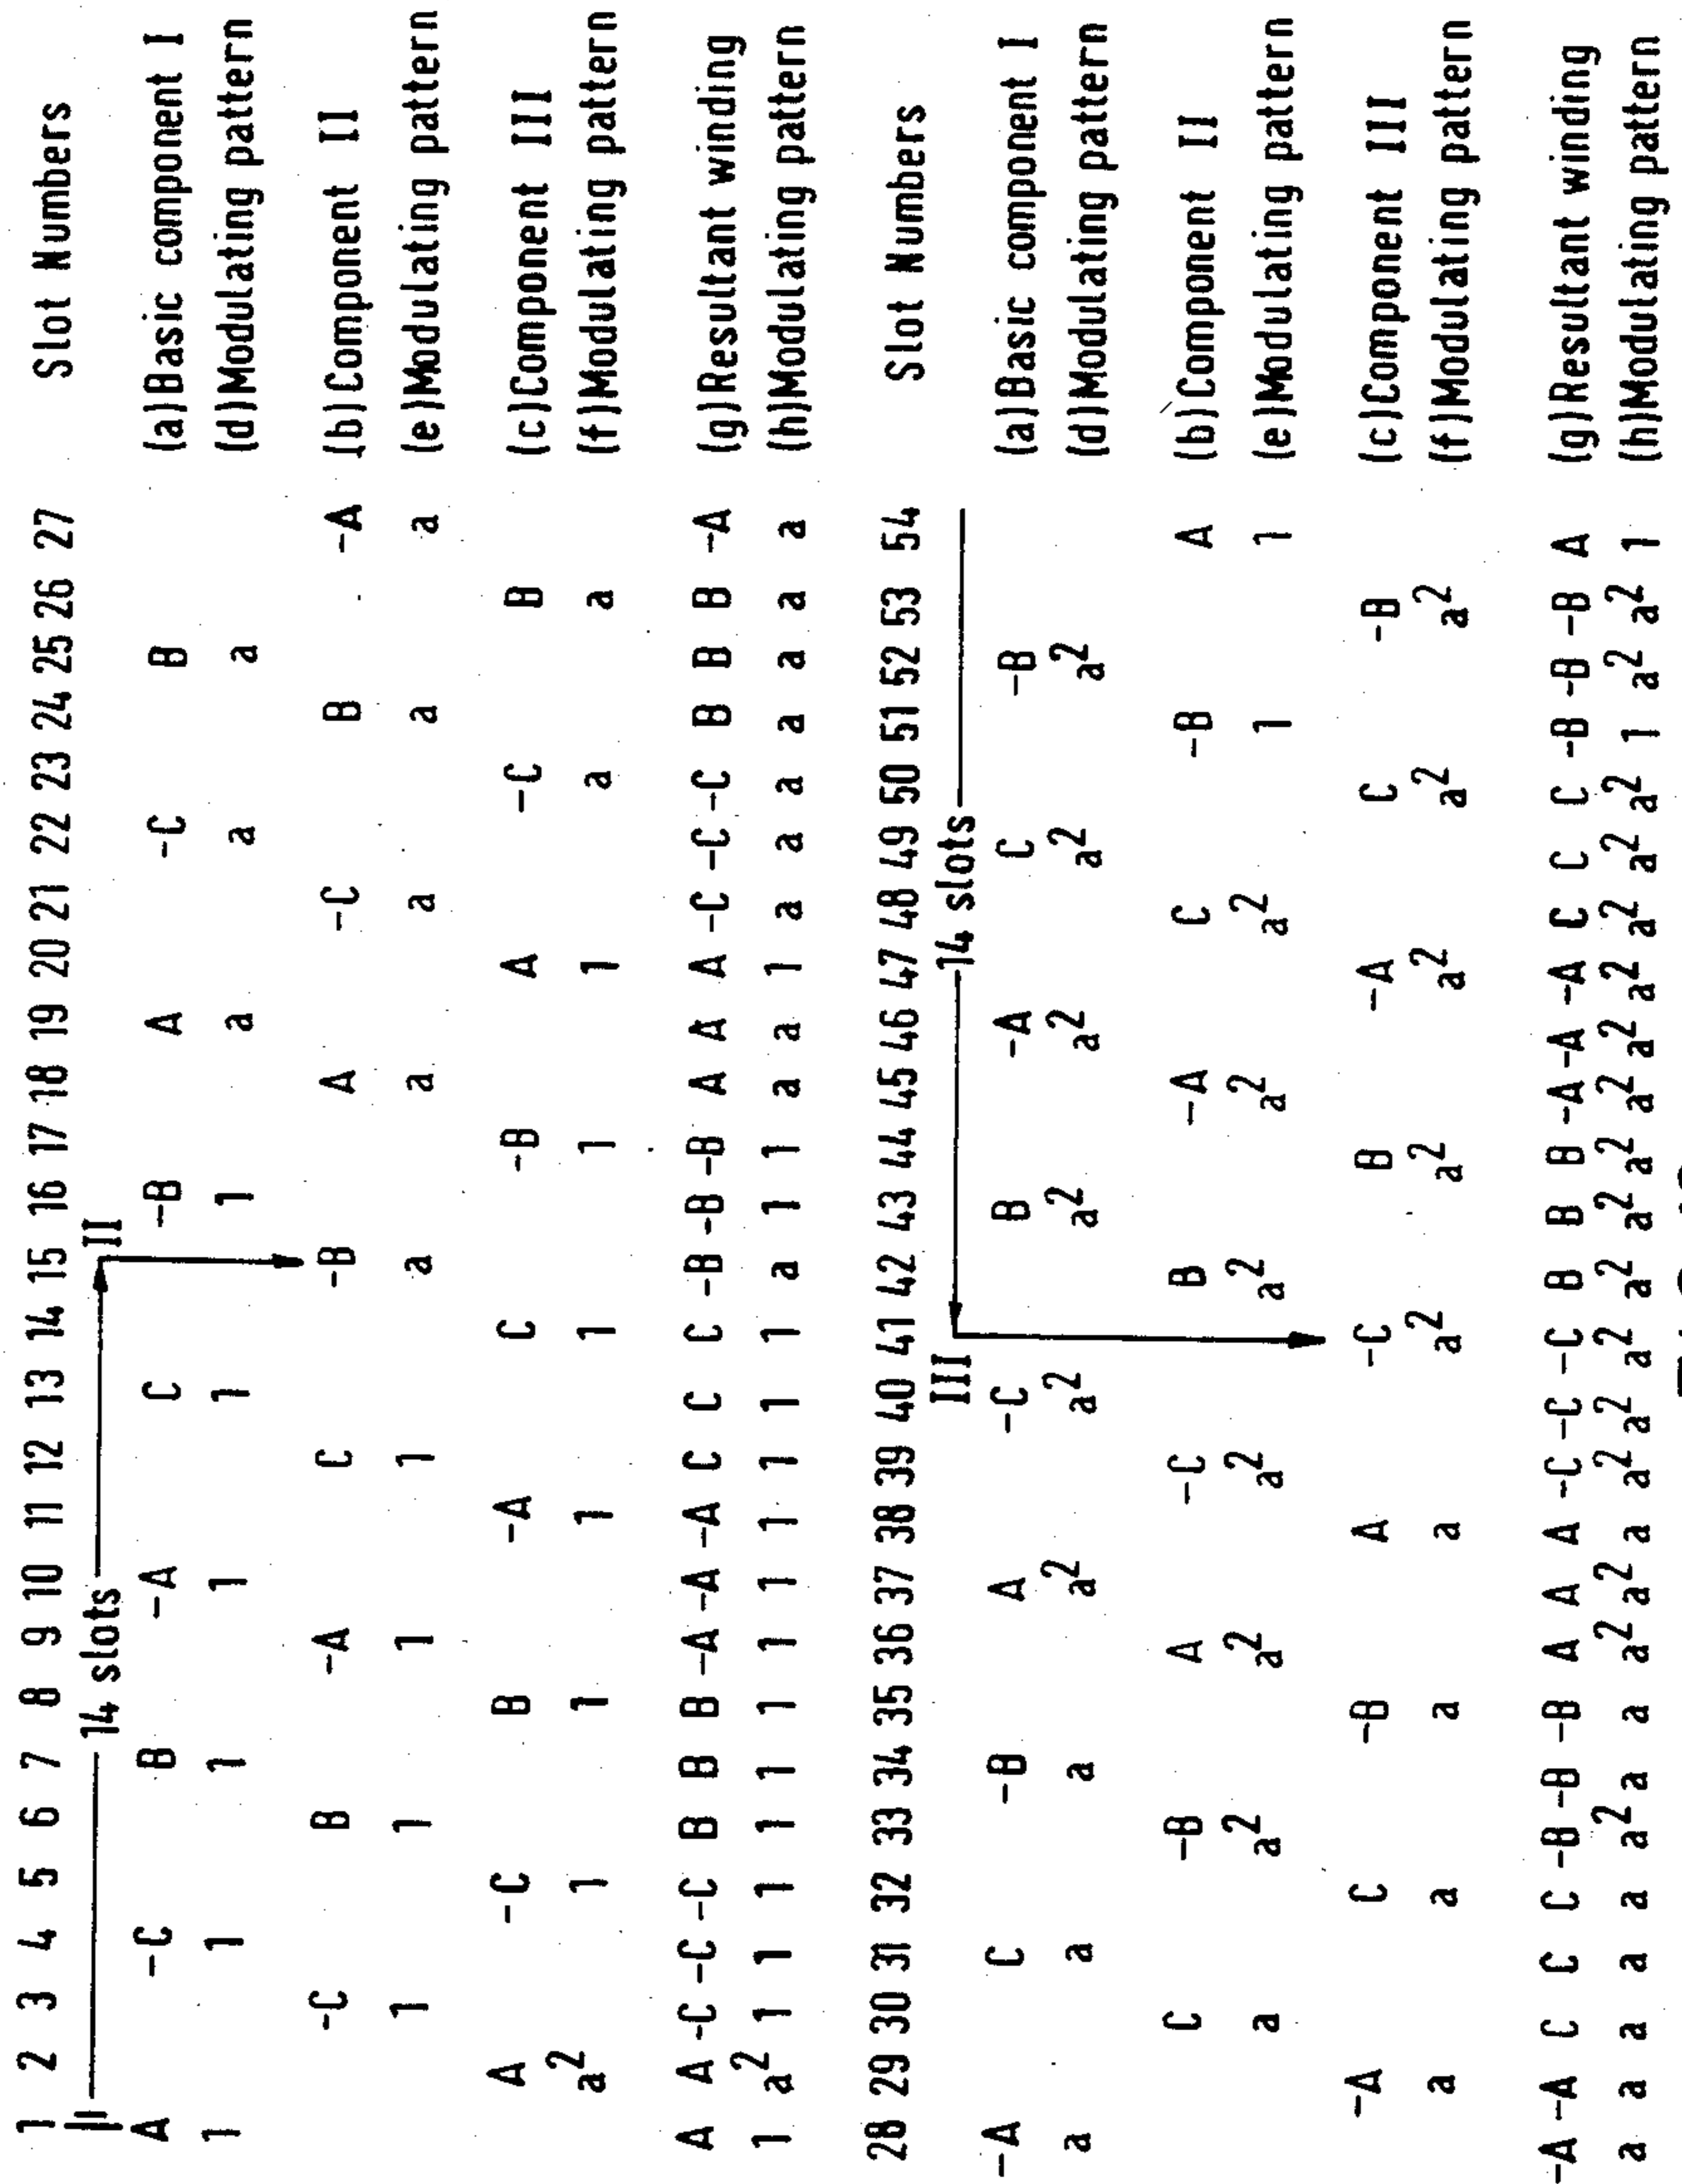 1 2 3 4 5 6 7 8 9 10 11 12 13 14 15 16 17 18 19 20 21 22 23 24 25 26 27 Slot Numbers
I 14 slots II
A -C B -A C -B A -C B (a)Basic component I
1 1 1 1 1 1 a a a (d)Modulating pattern
-C B -A C -B A -C B -A (b)Component II
1 1 1 1 a a a a a (e)Modulating pattern
A -C B -A C -B A -C B (c)Component III
a² 1 1 1 1 1 1 a a (f)Modulating pattern
A A -C -C -C B B B -A -A -A C C C -B -B -B A A A -C -C -C B B B -A (g)Resultant winding
1 a² 1 1 1 1 1 1 1 1 1 1 1 1 a 1 1 a a 1 a a a a a a a (h)Modulating pattern
28 29 30 31 32 33 34 35 36 37 38 39 40 41 42 43 44 45 46 47 48 49 50 51 52 53 54 Slot Numbers
III 14 slots
-A C -B A -C B -A C -B (a)Basic component I
a a a a² a² a² a² a² a² (d)Modulating pattern
C -B A -C B -A C -B A (b)Component II
a a² a² a² a² a² a² 1 1 (e)Modulating pattern
-A C -B A -C B -A C -B (c)Component III
a a a a a² a² a² a² a² (f)Modulating pattern
-A -A C C C -B -B -B A A A -C -C -C B B B -A -A -A C C C -B -B -B A (g)Resultant winding
a a a a a a² a a a² a² a a² a² a² a² a² a² a² a² a² a² a² a² 1 a² a² 1 (h)Modulating pattern